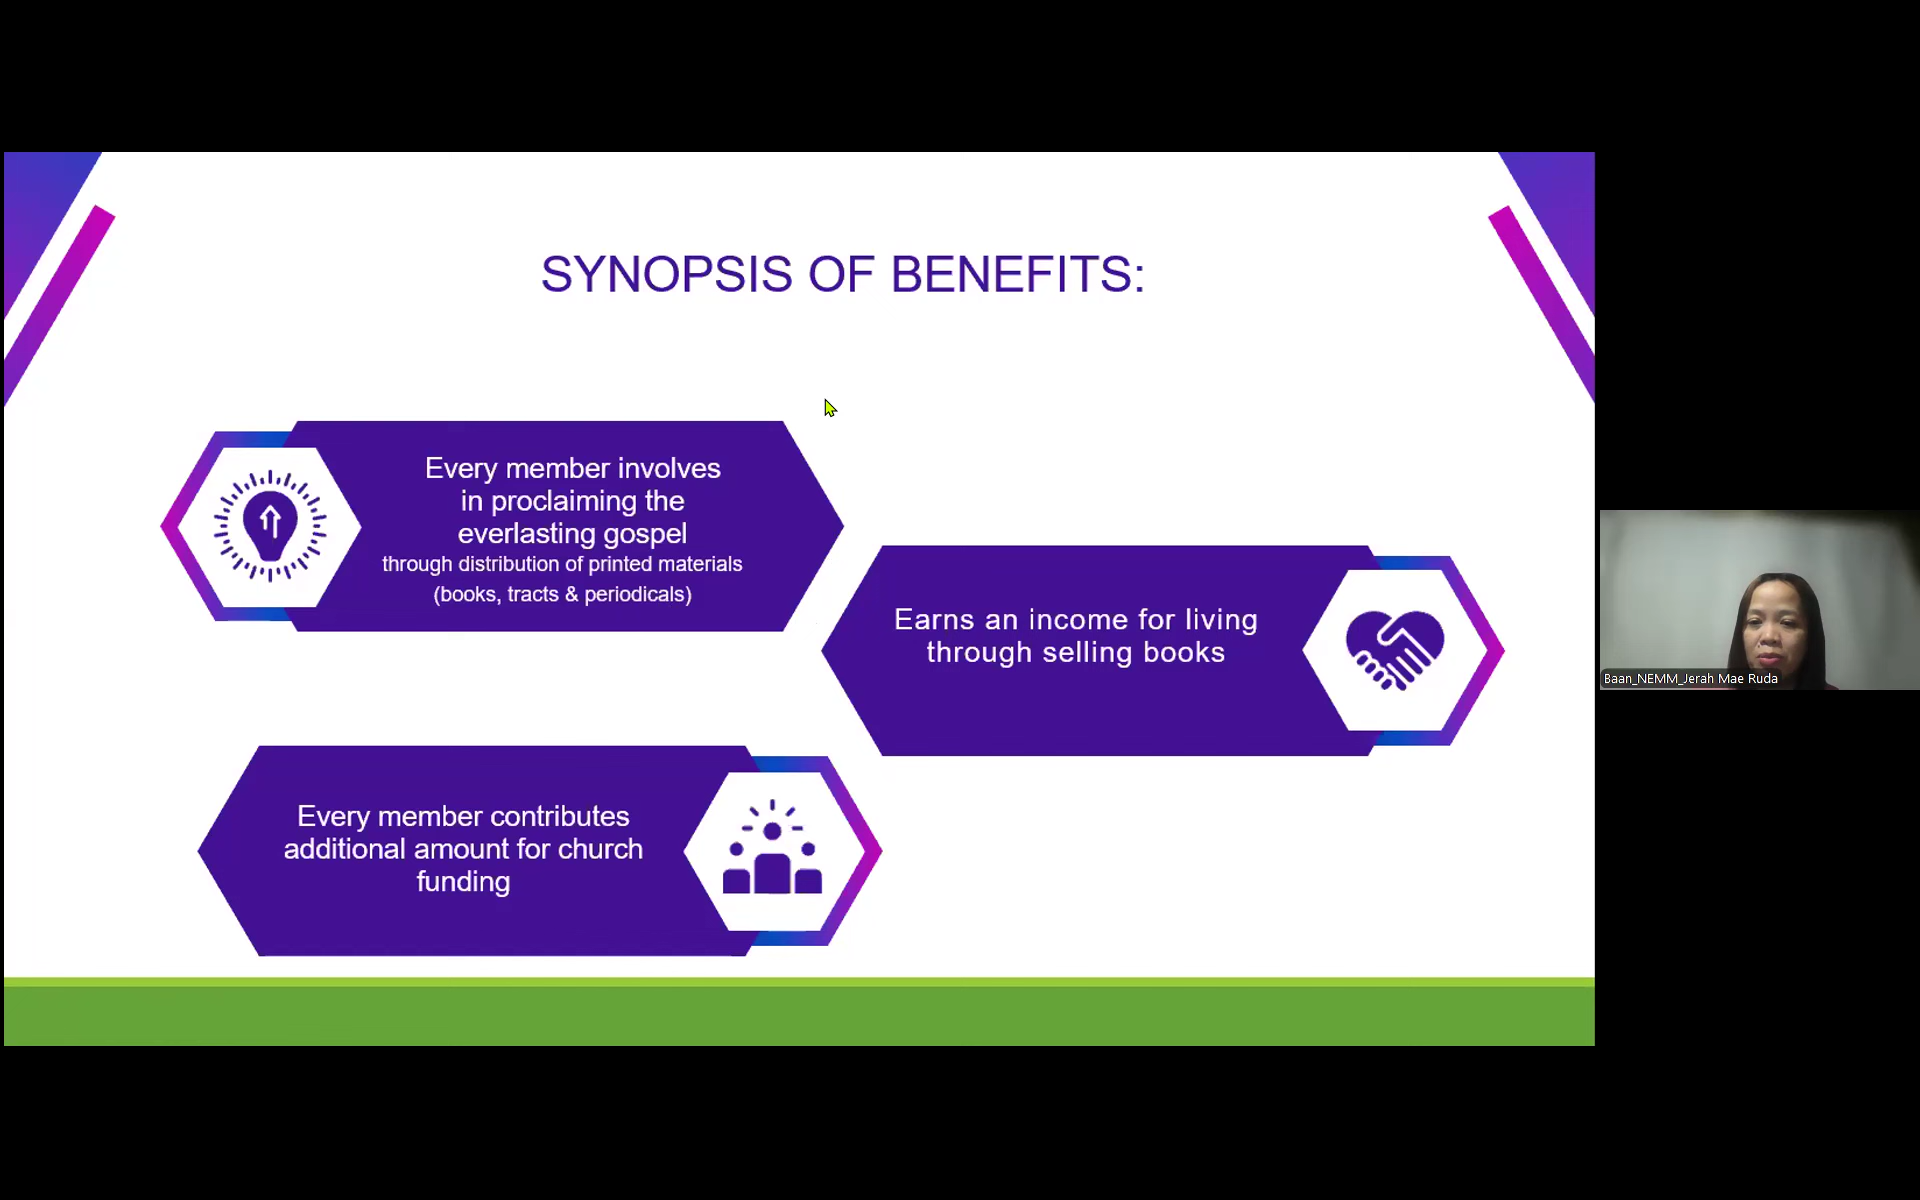 SYNOPSIS OF BENEFITS:
Every member involves
in proclaiming the
everlasting gospel
through distribution of printed materials
(books, tracts & periodicals)
Earns an income for living
through selling books
Every member contributes
additional amount for church
funding
Baan_NEMM_Jerah Mae Ruda